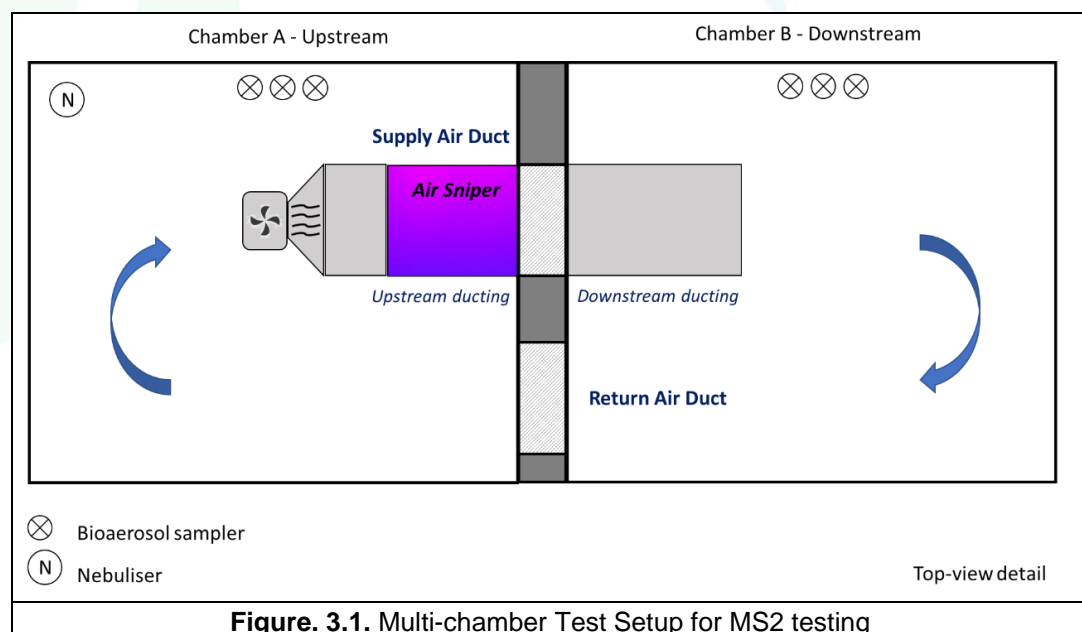 Chamber A - Upstream
Chamber B - Downstream
N
Supply Air Duct
Air Sniper
Upstream ducting
Downstream ducting
Return Air Duct
Bioaerosol sampler
N
Nebuliser
Top-view detail
Figure. 3.1. Multi-chamber Test Setup for MS2 testing